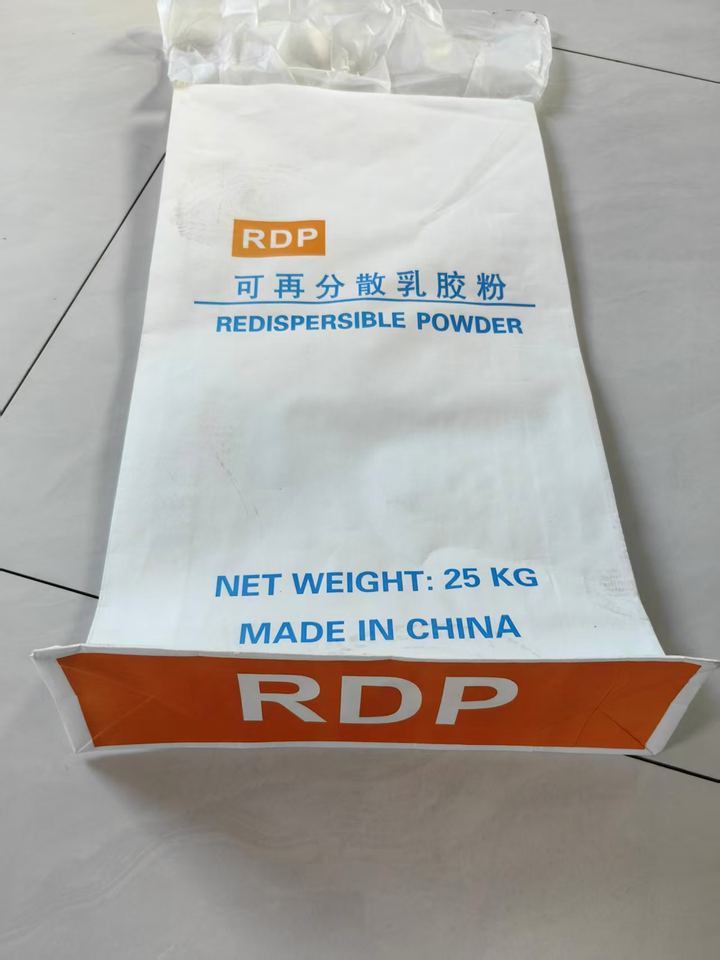 RDP
可再分散乳胶粉
REDISPERSIBLE POWDER
NET WEIGHT: 25 KG
MADE IN CHINA
RDP